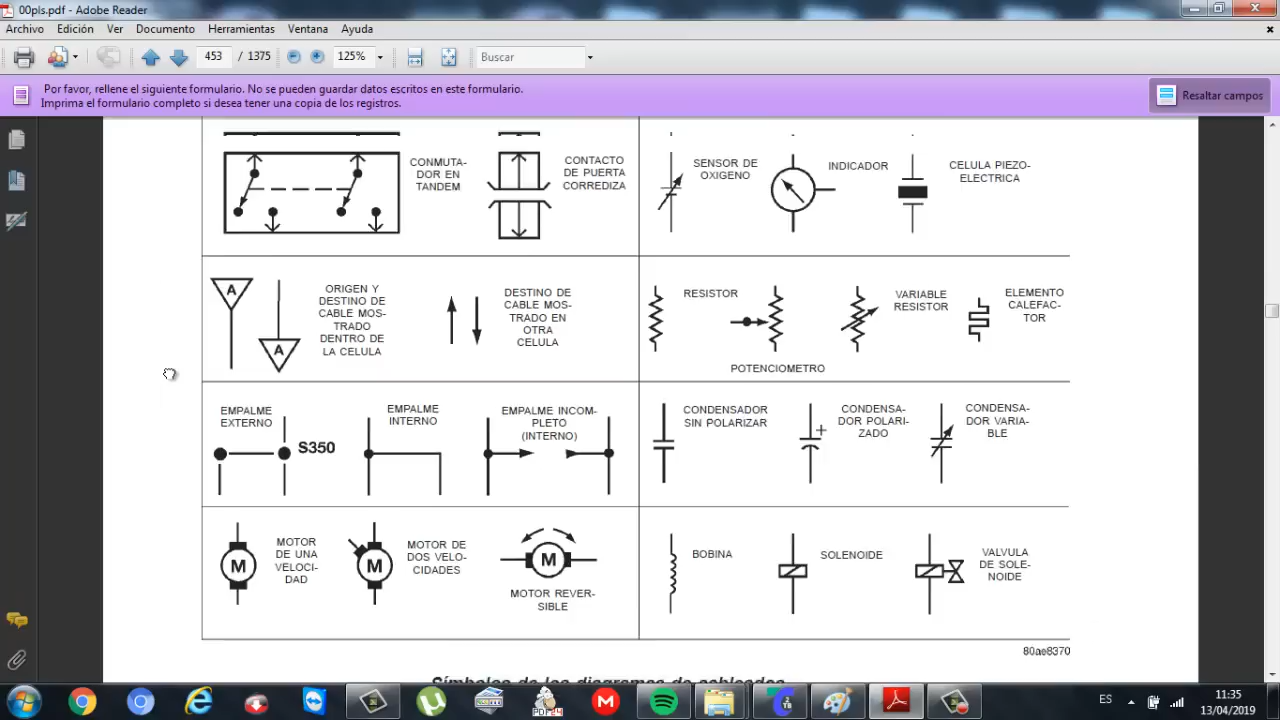 00pls.pdf - Adobe Reader
Archivo Edición Ver Documento Herramientas Ventana Ayuda
453 / 1375 125% Buscar
Por favor, rellene el siguiente formulario. No se pueden guardar datos escritos en este formulario.
Imprima el formulario completo si desea tener una copia de los registros.
Resaltar campos
CONMUTA-
DOR EN
TANDEM
CONTACTO
DE PUERTA
CORREDIZA
SENSOR DE
OXIGENO
INDICADOR
CELULA PIEZO-
ELECTRICA
A
A
ORIGEN Y
DESTINO DE
CABLE MOS-
TRADO
DENTRO DE
LA CELULA
DESTINO DE
CABLE MOS-
TRADO EN
OTRA
CELULA
RESISTOR
POTENCIOMETRO
VARIABLE
RESISTOR
ELEMENTO
CALEFAC-
TOR
EMPALME
EXTERNO
S350
EMPALME
INTERNO
EMPALME INCOM-
PLETO
(INTERNO)
CONDENSADOR
SIN POLARIZAR
+
CONDENSA-
DOR POLARI-
ZADO
CONDENSA-
DOR VARIA-
BLE
M
MOTOR
DE UNA
VELOCI-
DAD
M
MOTOR DE
DOS VELO-
CIDADES
M
MOTOR REVER-
SIBLE
BOBINA
SOLENOIDE
VALVULA
DE SOLE-
NOIDE
80ae8370
Símbolos de los diagramas de cableados
ES
11:35
13/04/2019